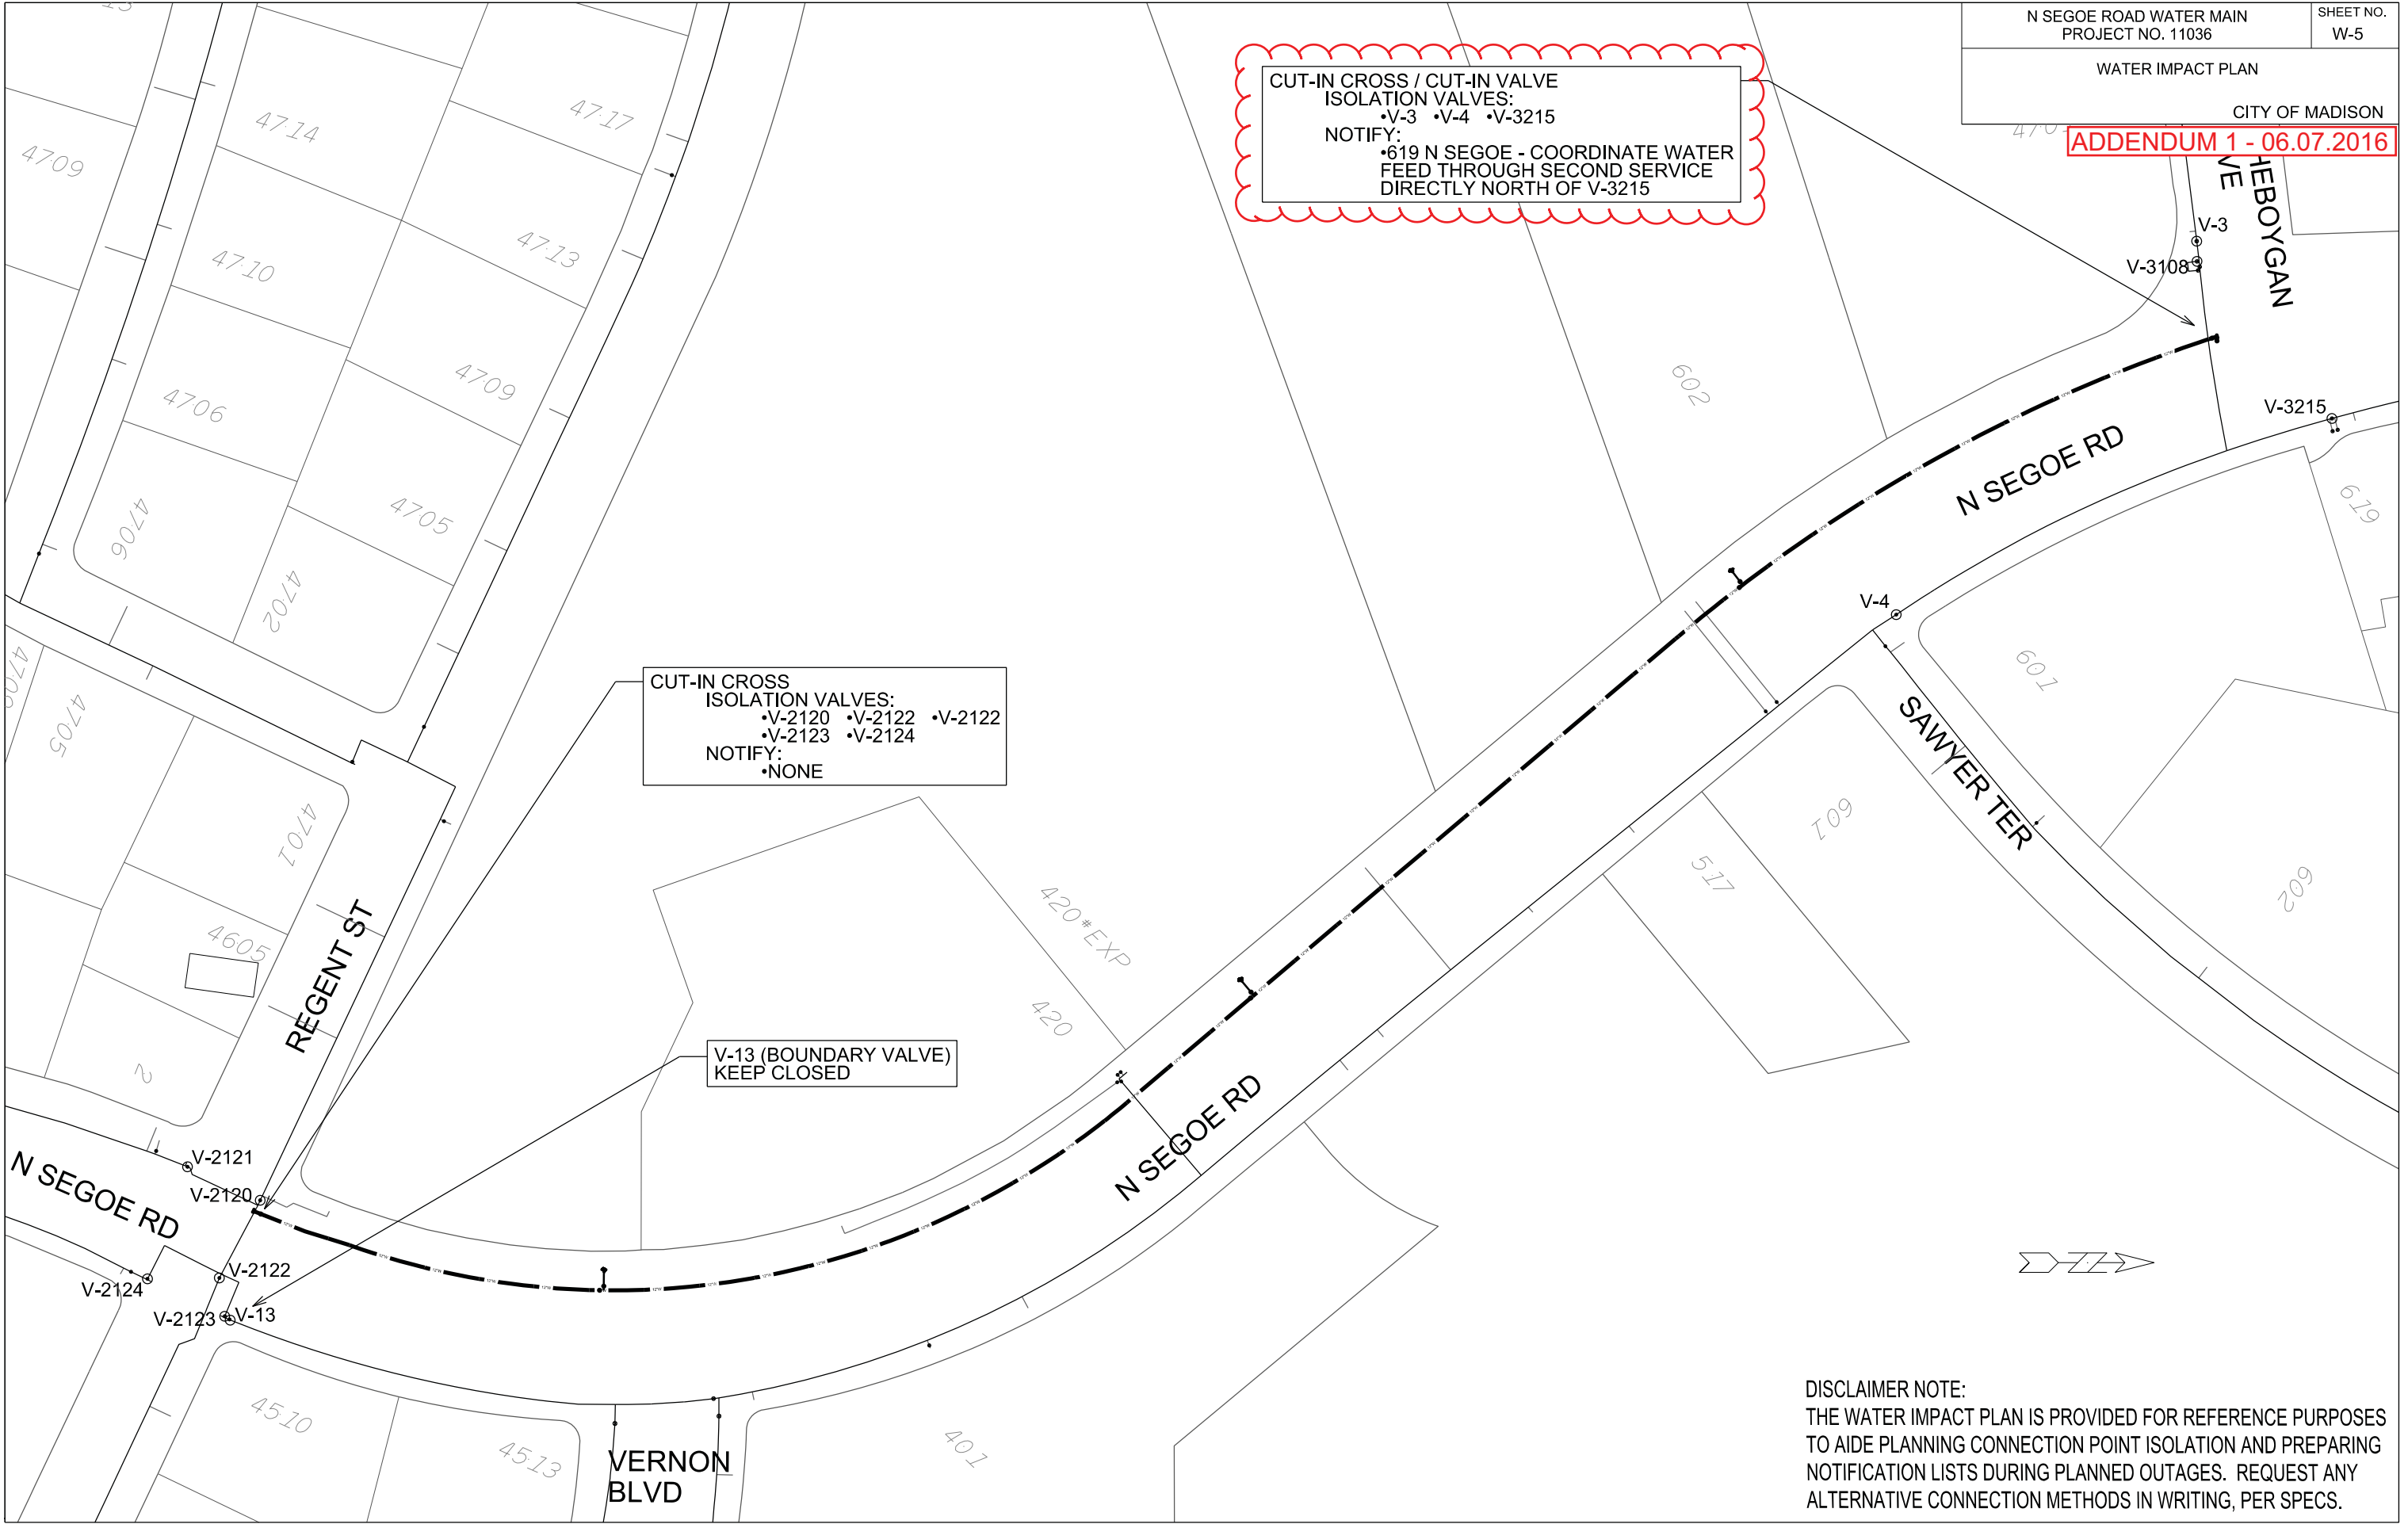 N SEGOE ROAD WATER MAIN
PROJECT NO. 11036
SHEET NO.
W-5
WATER IMPACT PLAN
CITY OF MADISON
ADDENDUM 1 - 06.07.2016
CUT-IN CROSS / CUT-IN VALVE
ISOLATION VALVES:
•V-3 •V-4 •V-3215
NOTIFY:
•619 N SEGOE - COORDINATE WATER
FEED THROUGH SECOND SERVICE
DIRECTLY NORTH OF V-3215
4717
4714
4709
4713
4710
V-3
V-3108
HEBOYGAN
VE
4709
4706
602
V-3215
N SEGOE RD
4705
4706
4702
619
V-4
601
SAWYER TER
CUT-IN CROSS
ISOLATION VALVES:
•V-2120 •V-2122 •V-2122
•V-2123 •V-2124
NOTIFY:
•NONE
4705
4701
601
517
602
4605
REGENT ST
420#EXP
420
V-13 (BOUNDARY VALVE)
KEEP CLOSED
2
N SEGOE RD
V-2121
V-2120
N SEGOE RD
V-2122
V-2124
V-2123
V-13
4510
4513
VERNON
BLVD
401
N
DISCLAIMER NOTE:
THE WATER IMPACT PLAN IS PROVIDED FOR REFERENCE PURPOSES
TO AIDE PLANNING CONNECTION POINT ISOLATION AND PREPARING
NOTIFICATION LISTS DURING PLANNED OUTAGES. REQUEST ANY
ALTERNATIVE CONNECTION METHODS IN WRITING, PER SPECS.